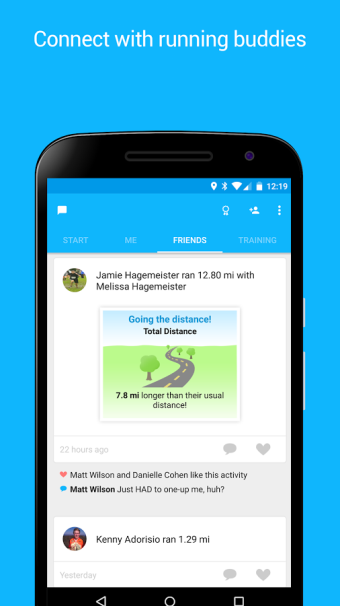 Connect with running buddies
12:19
START ME FRIENDS TRAINING
Jamie Hagemeister ran 12.80 mi with
Melissa Hagemeister
Going the distance!
Total Distance
7.8 mi longer than their usual
distance!
22 hours ago
Matt Wilson and Danielle Cohen like this activity
Matt Wilson Just HAD to one-up me, huh?
Kenny Adorisio ran 1.29 mi
Yesterday